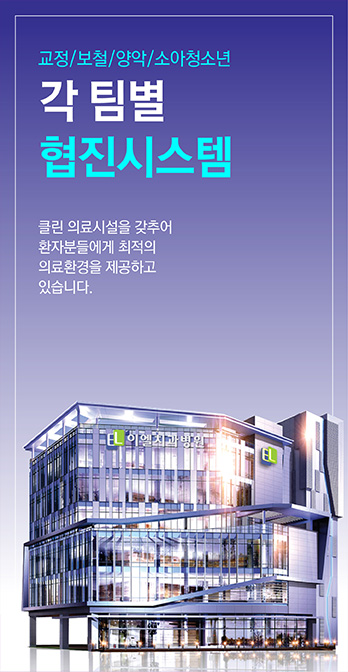 교정/보철/양악/소아청소년
각 팀별
협진시스템
클린 의료시설을 갖추어
환자분들에게 최적의
의료환경을 제공하고
있습니다.
EL 이엘치과병원
EL